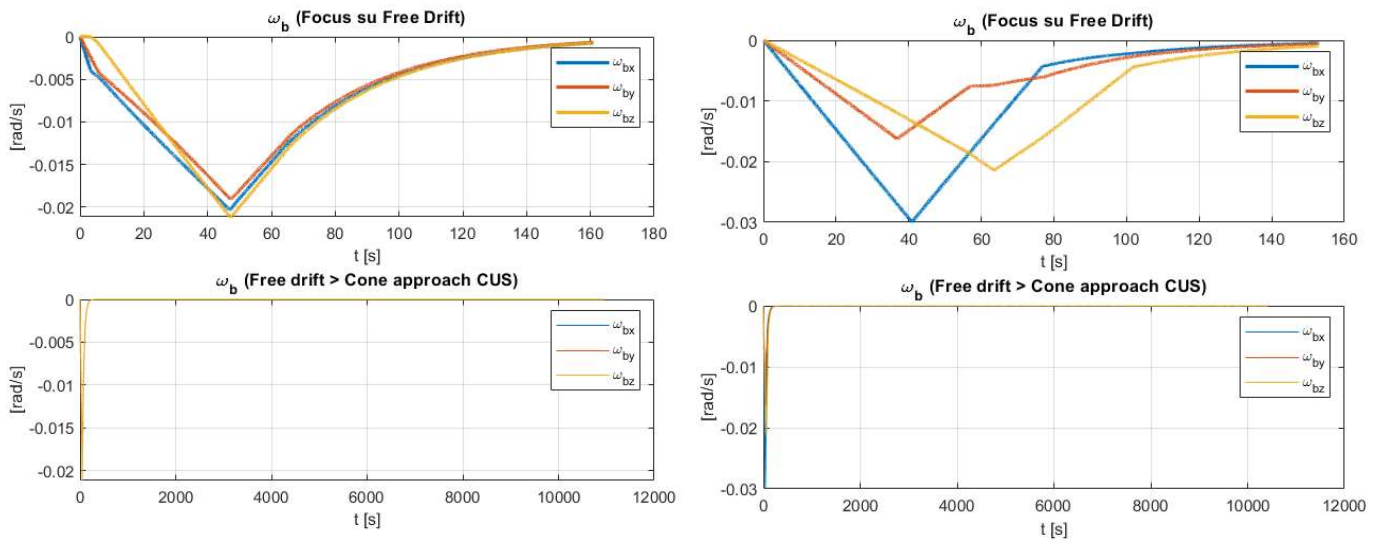 ω_b (Focus su Free Drift)
0
-0.005
-0.01
-0.015
-0.02
[rad/s]
ω_bx
ω_by
ω_bz
0 20 40 60 80 100 120 140 160 180
t [s]
ω_b (Focus su Free Drift)
0
-0.01
-0.02
-0.03
[rad/s]
ω_bx
ω_by
ω_bz
0 20 40 60 80 100 120 140 160
t [s]
ω_b (Free drift > Cone approach CUS)
0
-0.005
-0.01
-0.015
-0.02
[rad/s]
ω_bx
ω_by
ω_bz
0 2000 4000 6000 8000 10000 12000
t [s]
ω_b (Free drift > Cone approach CUS)
0
-0.01
-0.02
-0.03
[rad/s]
ω_bx
ω_by
ω_bz
0 2000 4000 6000 8000 10000 12000
t [s]